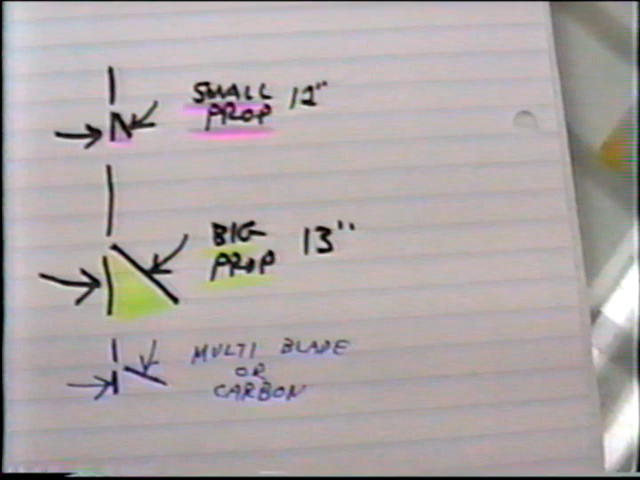 SMALL 12"
PROP
BIG 13"
PROP
MULTI BLADE
OR
CARBON